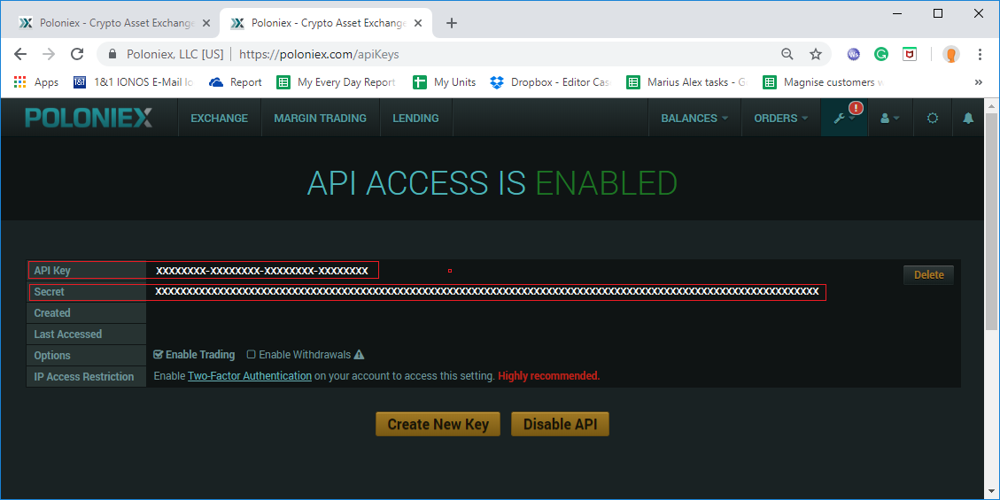 Poloniex - Crypto Asset Exchange
Poloniex - Crypto Asset Exchange
Poloniex, LLC [US] | https://poloniex.com/apiKeys
Apps 1&1 1&1 IONOS E-Mail Report My Every Day Report My Units Dropbox - Editor Cas Marius Alex tasks - G Magnise customers »
POLONIEX EXCHANGE MARGIN TRADING LENDING BALANCES ORDERS !
API ACCESS IS ENABLED
API Key XXXXXXXX-XXXXXXXX-XXXXXXXX-XXXXXXXX
Delete
Secret
Created
Last Accessed
Options Enable Trading Enable Withdrawals
IP Access Restriction Enable Two-Factor Authentication on your account to access this setting. Highly recommended.
Create New Key Disable API